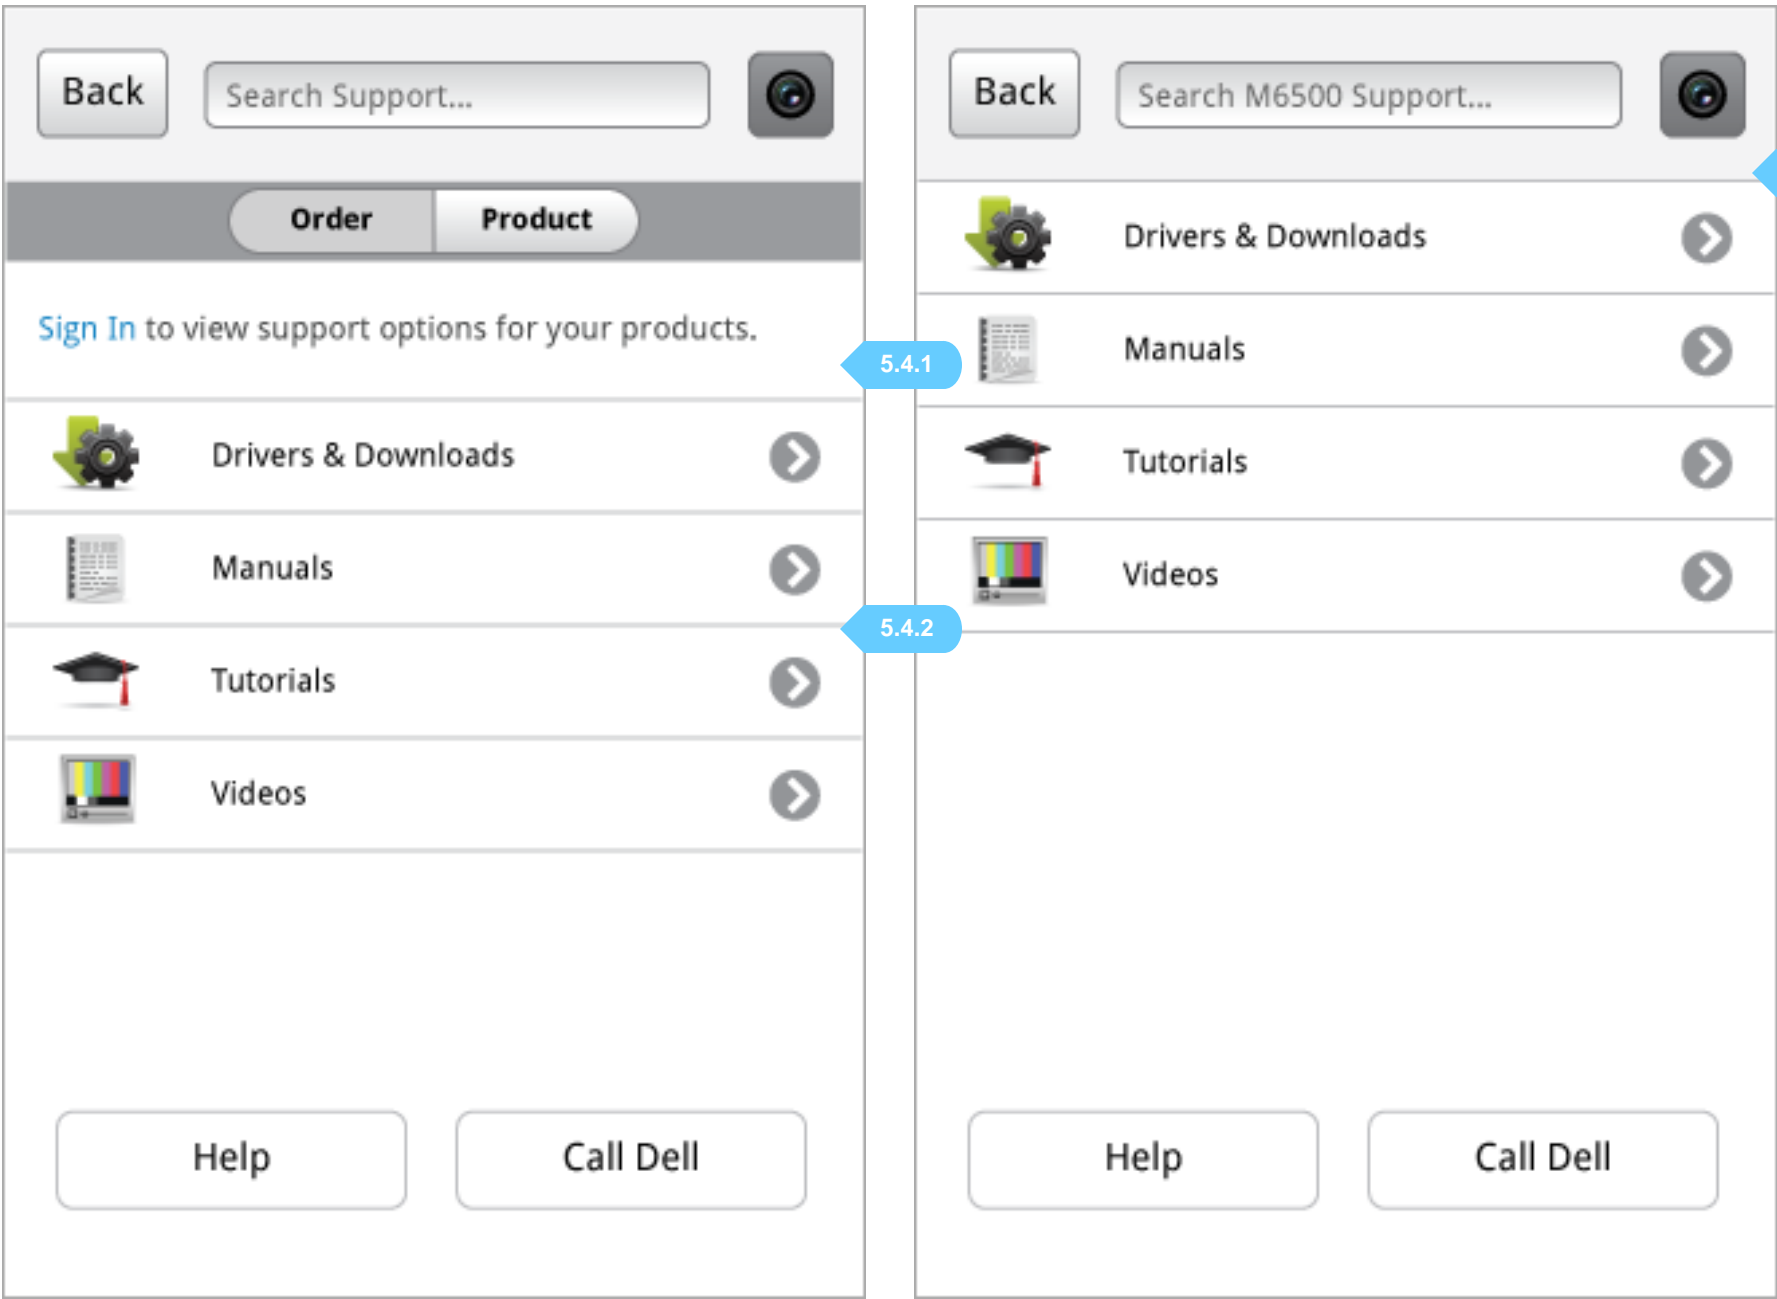 Back
Search Support...
Order
Product
Sign In to view support options for your products.
5.4.1
Drivers & Downloads
Manuals
5.4.2
Tutorials
Videos
Help
Call Dell
Back
Search M6500 Support...
Drivers & Downloads
Manuals
Tutorials
Videos
Help
Call Dell